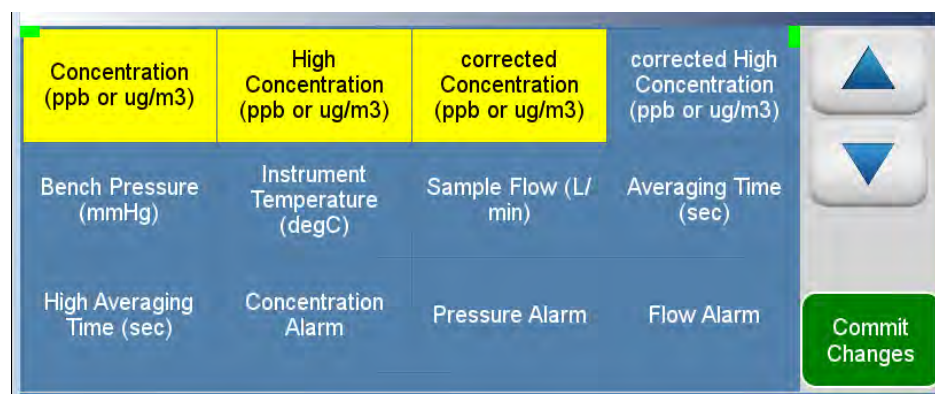 Concentration
(ppb or ug/m3)
High
Concentration
(ppb or ug/m3)
corrected
Concentration
(ppb or ug/m3)
corrected High
Concentration
(ppb or ug/m3)
Bench Pressure
(mmHg)
Instrument
Temperature
(degC)
Sample Flow (L/
min)
Averaging Time
(sec)
High Averaging
Time (sec)
Concentration
Alarm
Pressure Alarm
Flow Alarm
Commit
Changes